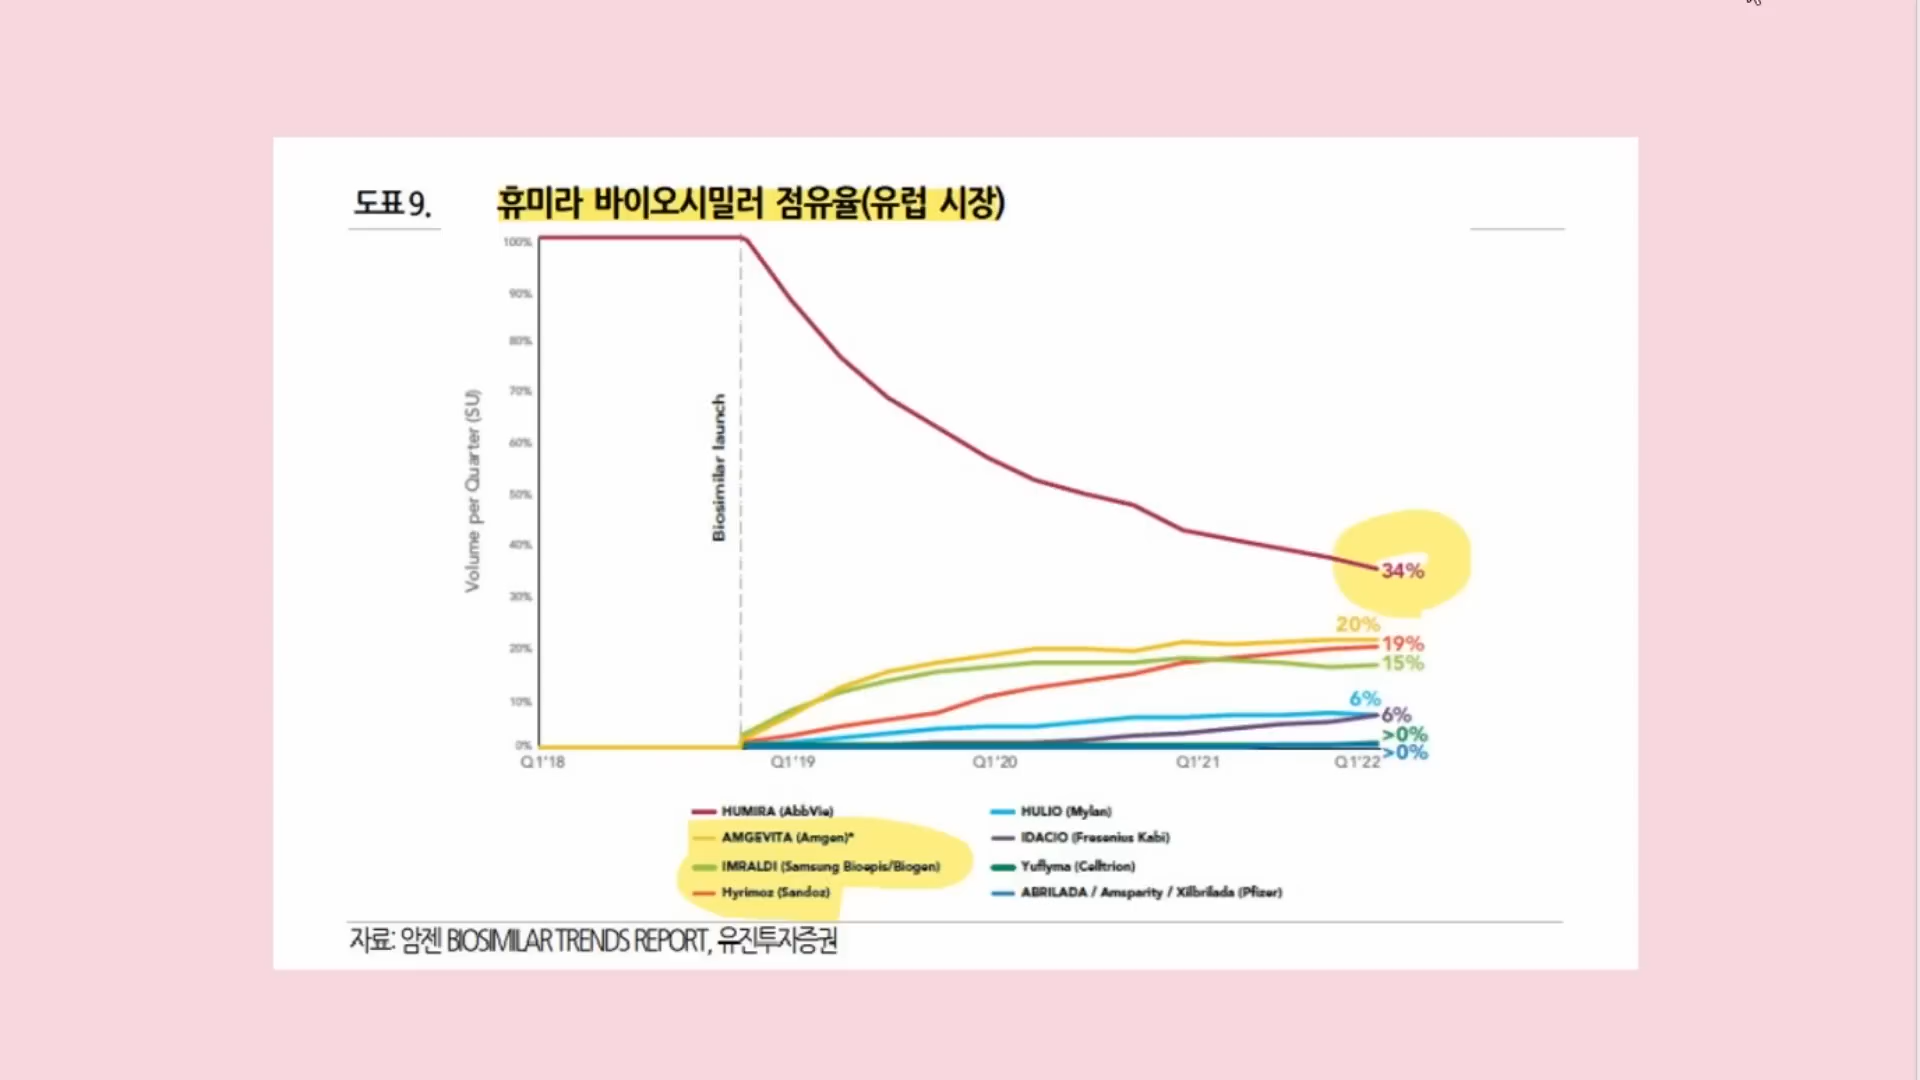 도표 9.
휴미라 바이오시밀러 점유율(유럽 시장)
Volume per Quarter (SU)
100%
90%
80%
70%
60%
50%
40%
30%
20%
10%
0%
Biosimilar launch
34%
20%
19%
15%
6%
6%
>0%
>0%
Q1'18
Q1'19
Q1'20
Q1'21
Q1'22
HUMIRA (AbbVie)
AMGEVITA (Amgen)*
IMRALDI (Samsung Bioepis/Biogen)
Hyrimoz (Sandoz)
HULIO (Mylan)
IDACIO (Fresenius Kabi)
Yuflyma (Celltrion)
ABRILADA / Amsparity / Xilbrilada (Pfizer)
자료: 암젠 BIOSIMILAR TRENDS REPORT, 유진투자증권